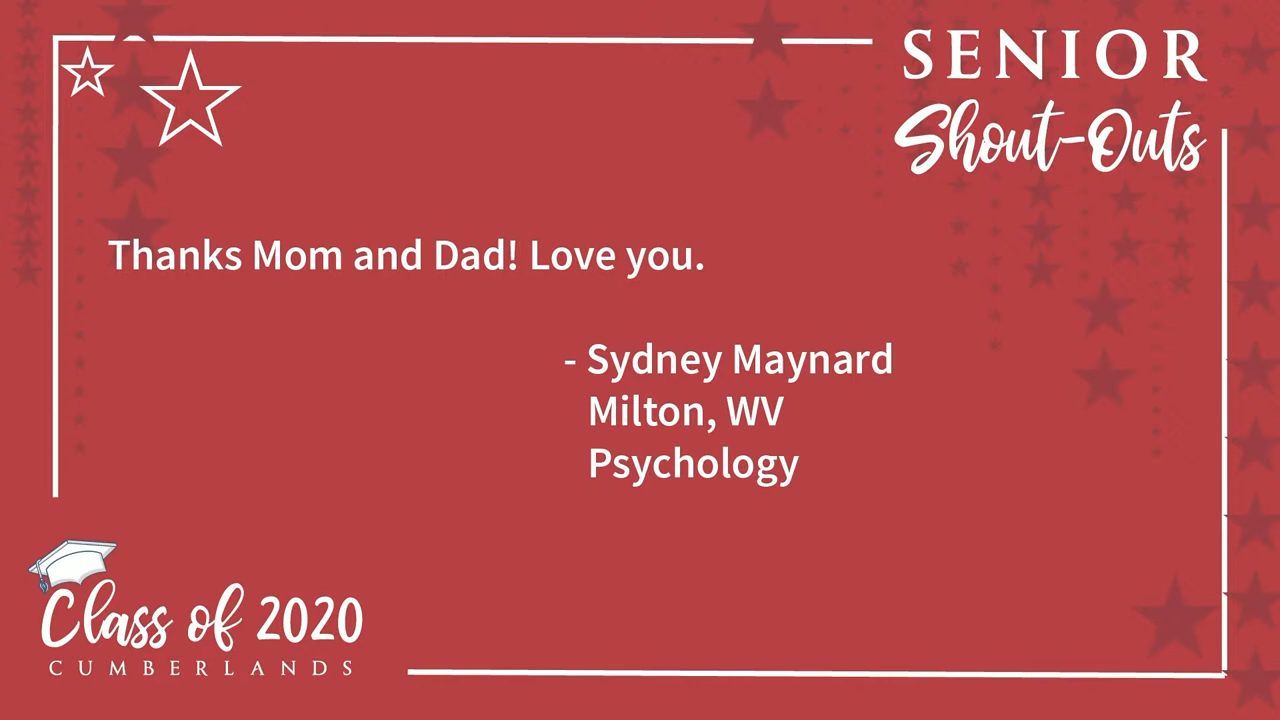 SENIOR
Shout-Outs
Thanks Mom and Dad! Love you.
- Sydney Maynard
Milton, WV
Psychology
Class of 2020
CUMBERLANDS